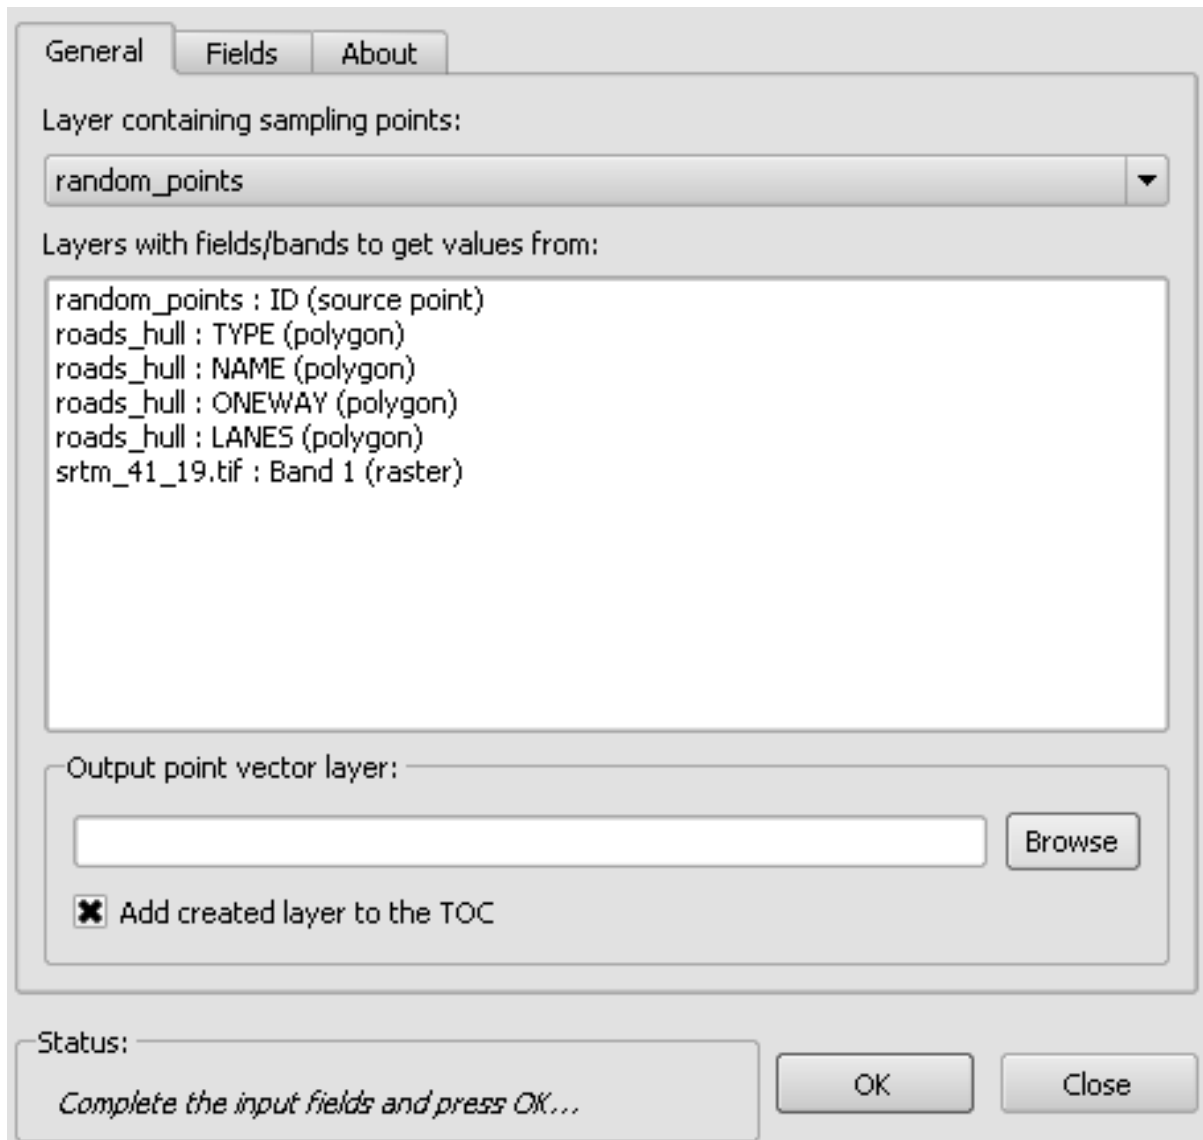 General Fields About
Layer containing sampling points:
random_points
Layers with fields/bands to get values from:
random_points : ID (source point)
roads_hull : TYPE (polygon)
roads_hull : NAME (polygon)
roads_hull : ONEWAY (polygon)
roads_hull : LANES (polygon)
srtm_41_19.tif : Band 1 (raster)
Output point vector layer:
Browse
Add created layer to the TOC
Status:
Complete the input fields and press OK...
OK
Close